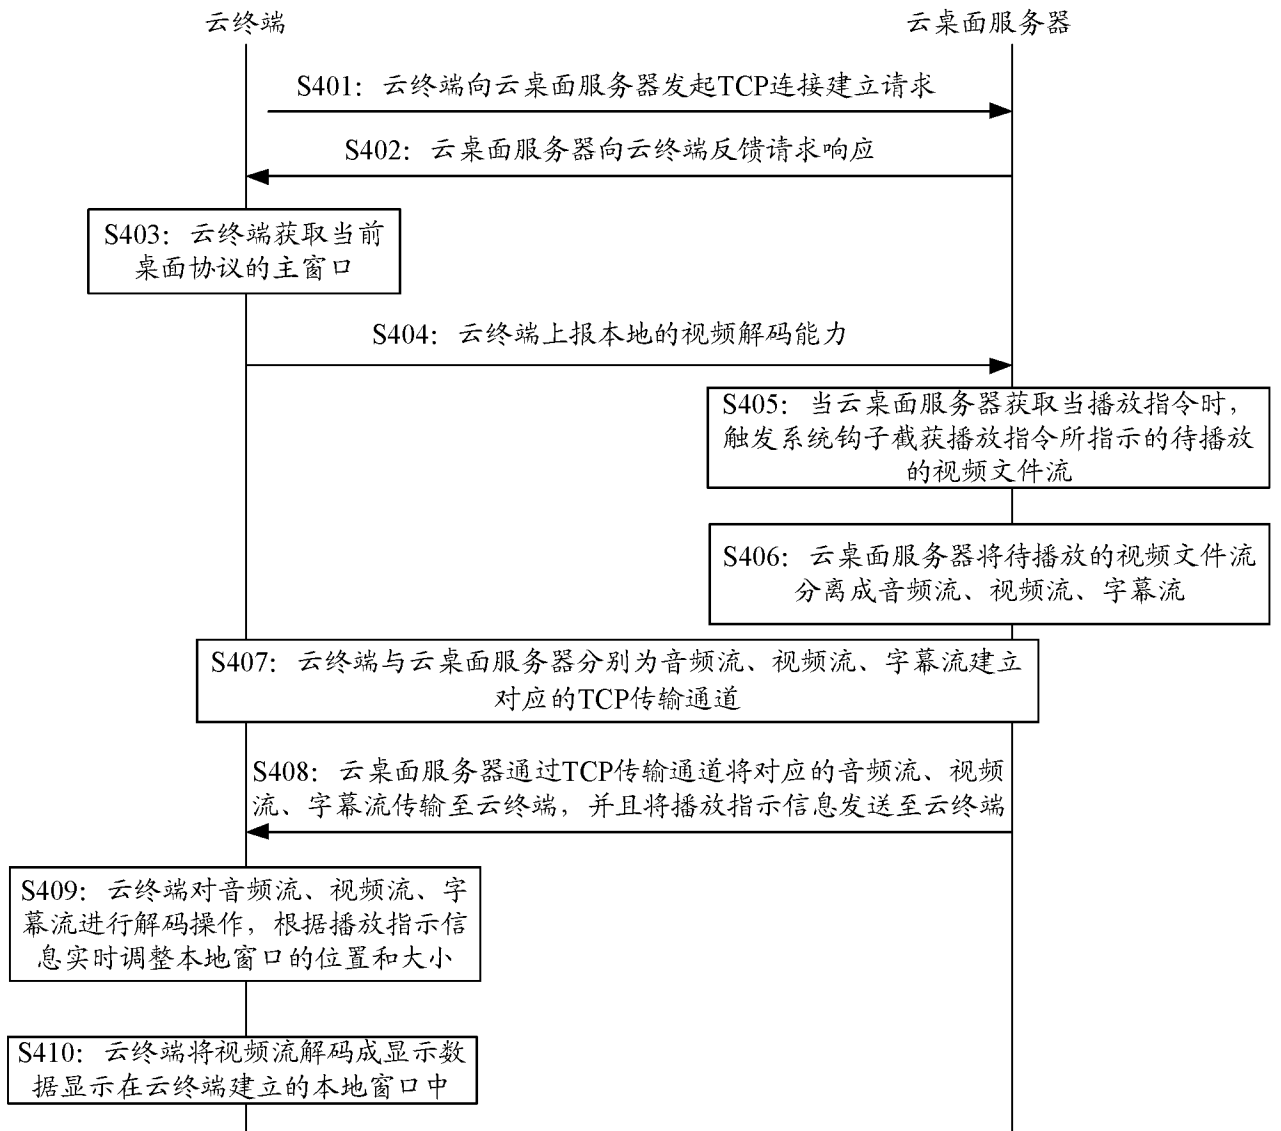 云终端
云桌面服务器
S401：云终端向云桌面服务器发起TCP连接建立请求
S402：云桌面服务器向云终端反馈请求响应
S403：云终端获取当前
桌面协议的主窗口
S404：云终端上报本地的视频解码能力
S405：当云桌面服务器获取当播放指令时，
触发系统钩子截获播放指令所指示的待播放
的视频文件流
S406：云桌面服务器将待播放的视频文件流
分离成音频流、视频流、字幕流
S407：云终端与云桌面服务器分别为音频流、视频流、字幕流建立
对应的TCP传输通道
S408：云桌面服务器通过TCP传输通道将对应的音频流、视频
流、字幕流传输至云终端，并且将播放指示信息发送至云终端
S409：云终端对音频流、视频流、字
幕流进行解码操作，根据播放指示信
息实时调整本地窗口的位置和大小
S410：云终端将视频流解码成显示数
据显示在云终端建立的本地窗口中